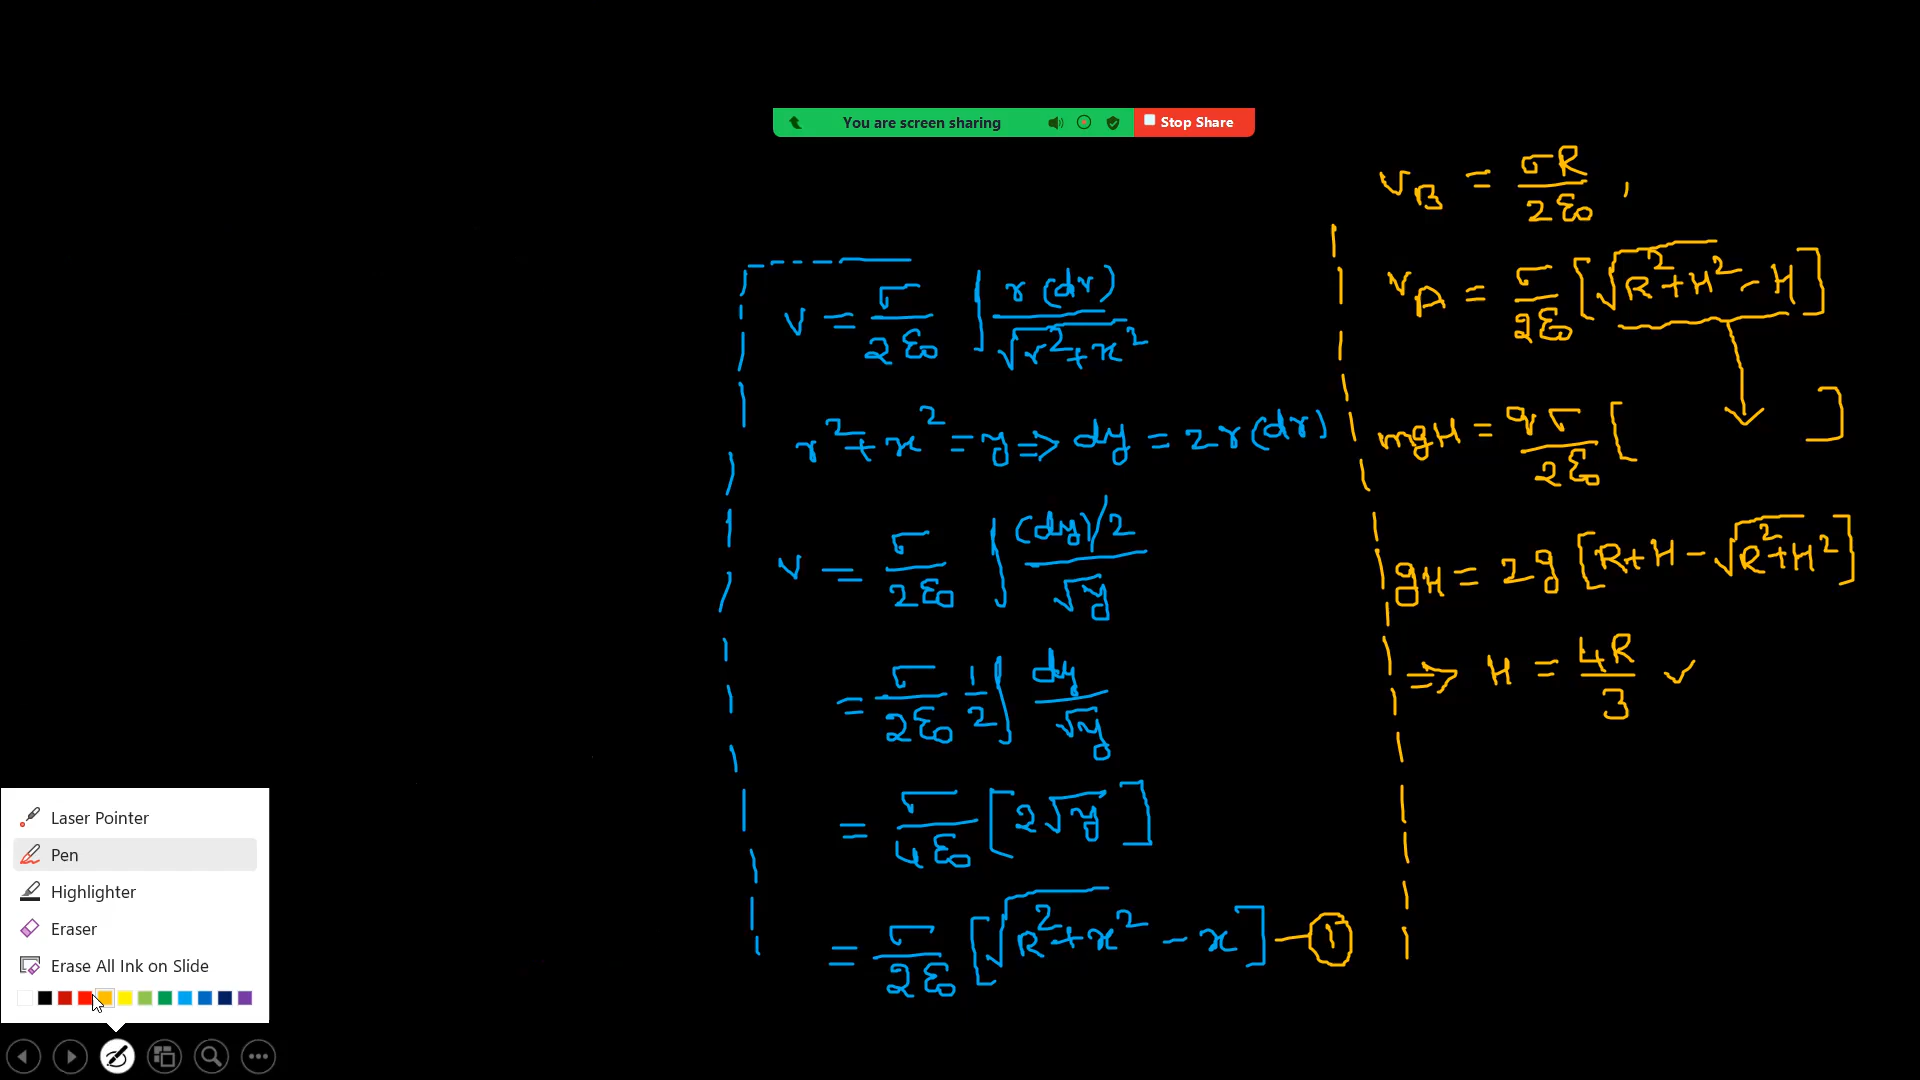 You are screen sharing
Stop Share
V = σ/2ε₀ ∫ r(dr)/√(r²+x²)
r²+x² = y ⇒ dy = 2r(dr)
V = σ/2ε₀ ∫ (dy)/2 / √y
= σ/2ε₀ 1/2 ∫ dy/√y
= σ/4ε₀ [2√y]
= σ/2ε₀ [√(R²+x²) - x] — ①
V_B = σR/2ε₀ ,
V_A = σ/2ε₀ [√(R²+H²) - H]
mgH = qσ/2ε₀ [ ]
gH = 2g [R+H - √(R²+H²)]
⇒ H = 4R/3 ✓
Laser Pointer
Pen
Highlighter
Eraser
Erase All Ink on Slide